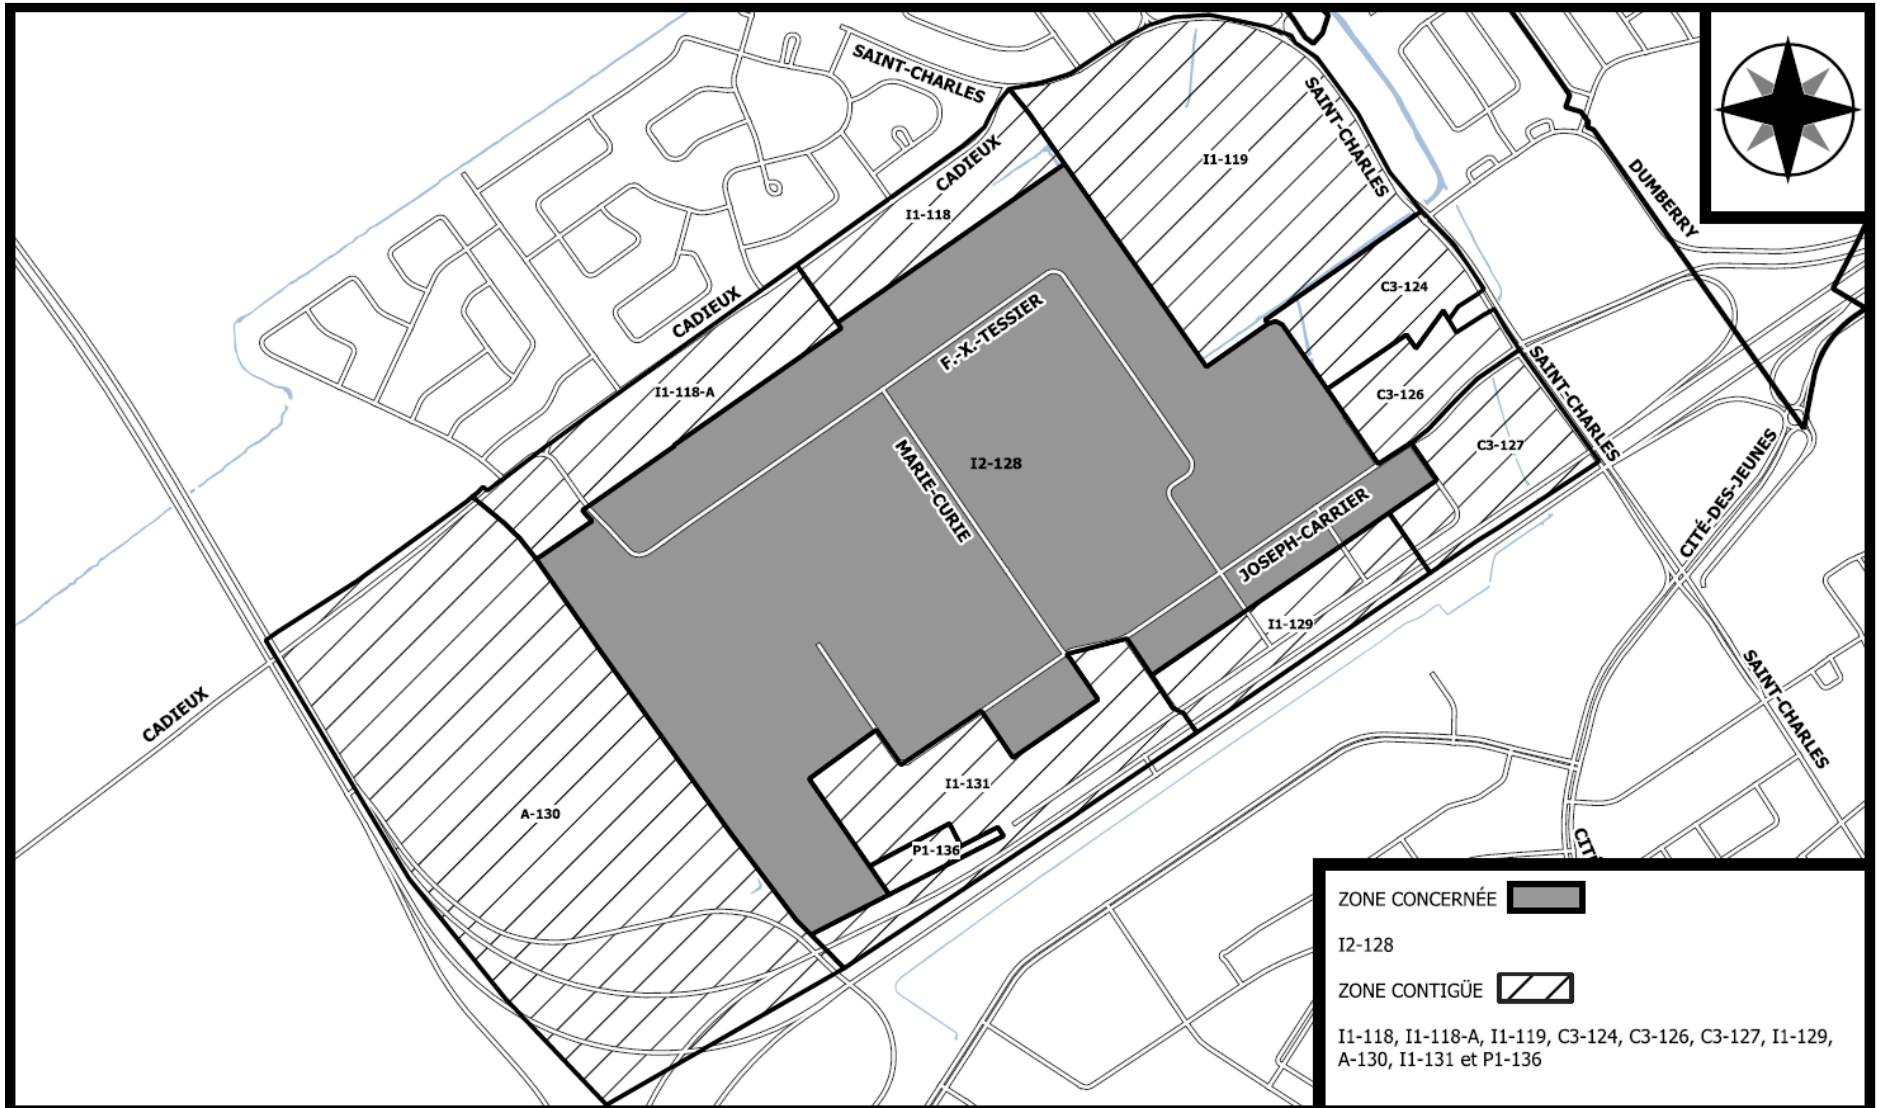 SAINT-CHARLES
SAINT-CHARLES
CADIEUX
I1-119
I1-118
DUMBERRY
CADIEUX
C3-124
F.-X.-TESSIER
I1-118-A
C3-126
SAINT-CHARLES
C3-127
I2-128
MARIE-CURIE
CITÉ-DES-JEUNES
JOSEPH-CARRIER
I1-129
CADIEUX
SAINT-CHARLES
I1-131
A-130
P1-136
CIT
ZONE CONCERNÉE
I2-128
ZONE CONTIGÜE
I1-118, I1-118-A, I1-119, C3-124, C3-126, C3-127, I1-129,
A-130, I1-131 et P1-136